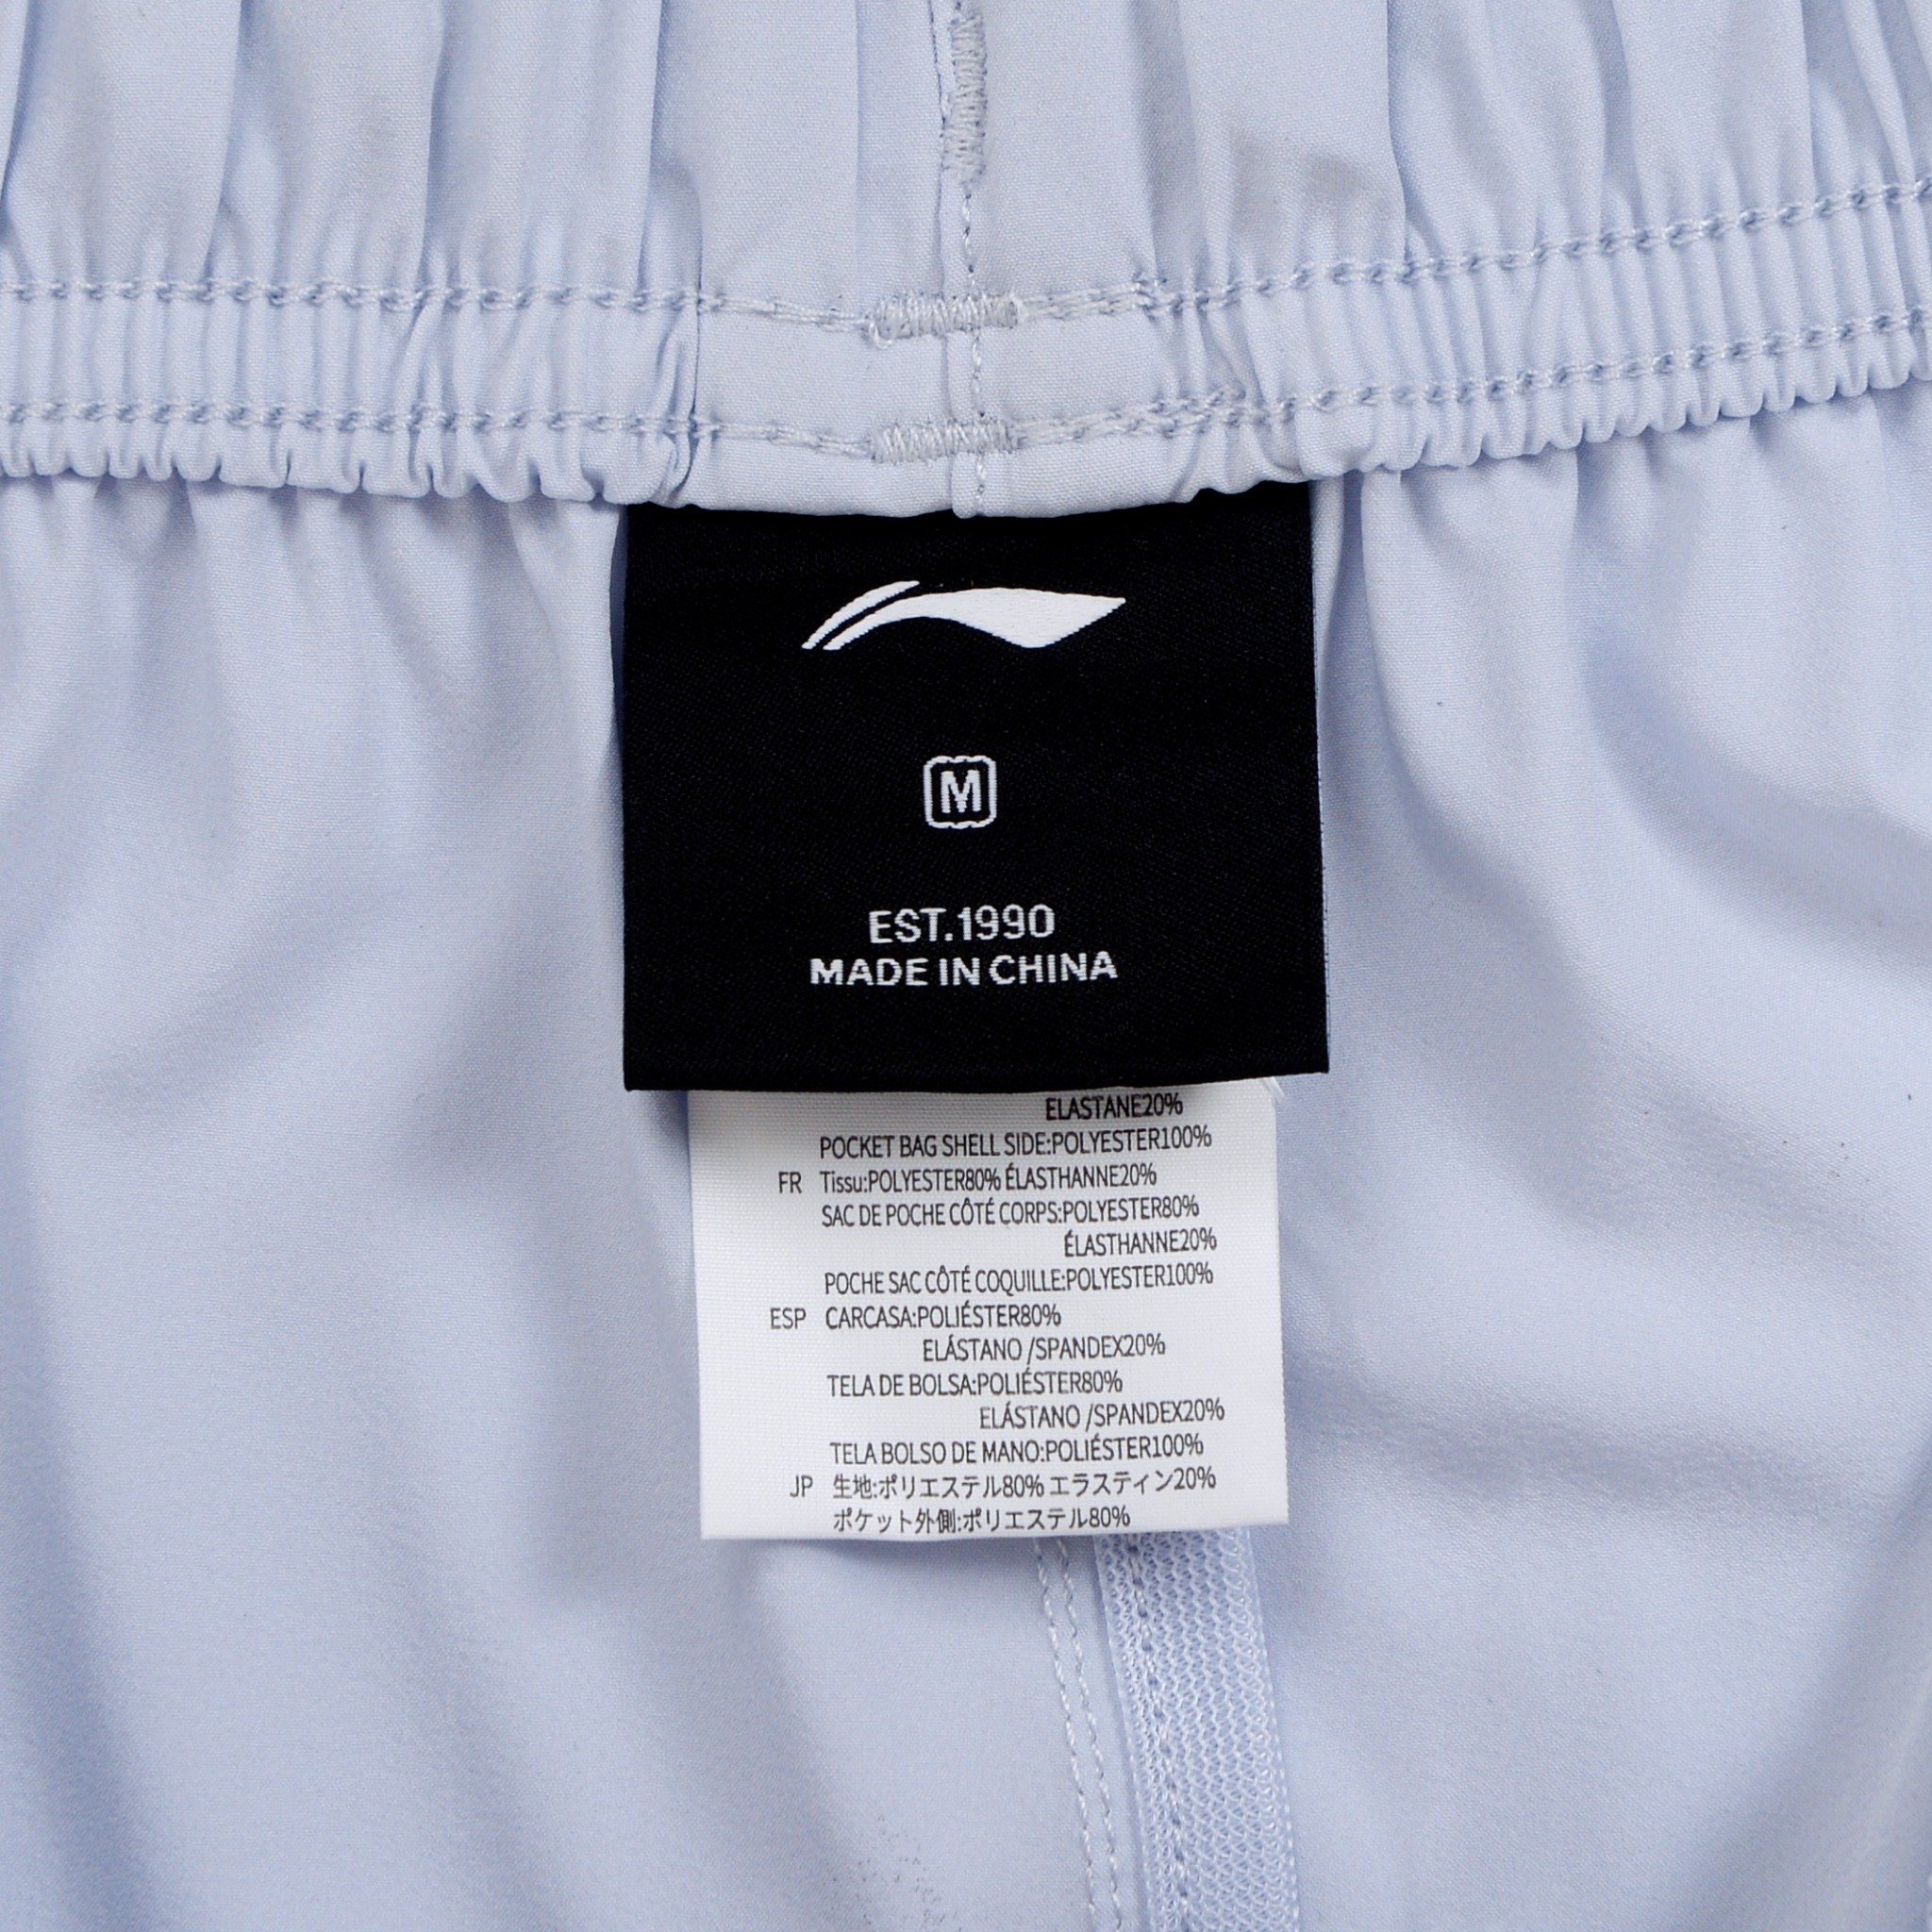 M
EST.1990
MADE IN CHINA
ELASTANE20%
POCKET BAG SHELL SIDE:POLYESTER100%
FR Tissu:POLYESTER80% ÉLASTHANNE20%
SAC DE POCHE CÔTÉ CORPS:POLYESTER80%
ÉLASTHANNE20%
POCHE SAC CÔTÉ COQUILLE:POLYESTER100%
ESP CARCASA:POLIÉSTER80%
ELÁSTANO /SPANDEX20%
TELA DE BOLSA:POLIÉSTER80%
ELÁSTANO /SPANDEX20%
TELA BOLSO DE MANO:POLIÉSTER100%
JP 生地:ポリエステル80% エラスティン20%
ポケット外側:ポリエステル80%